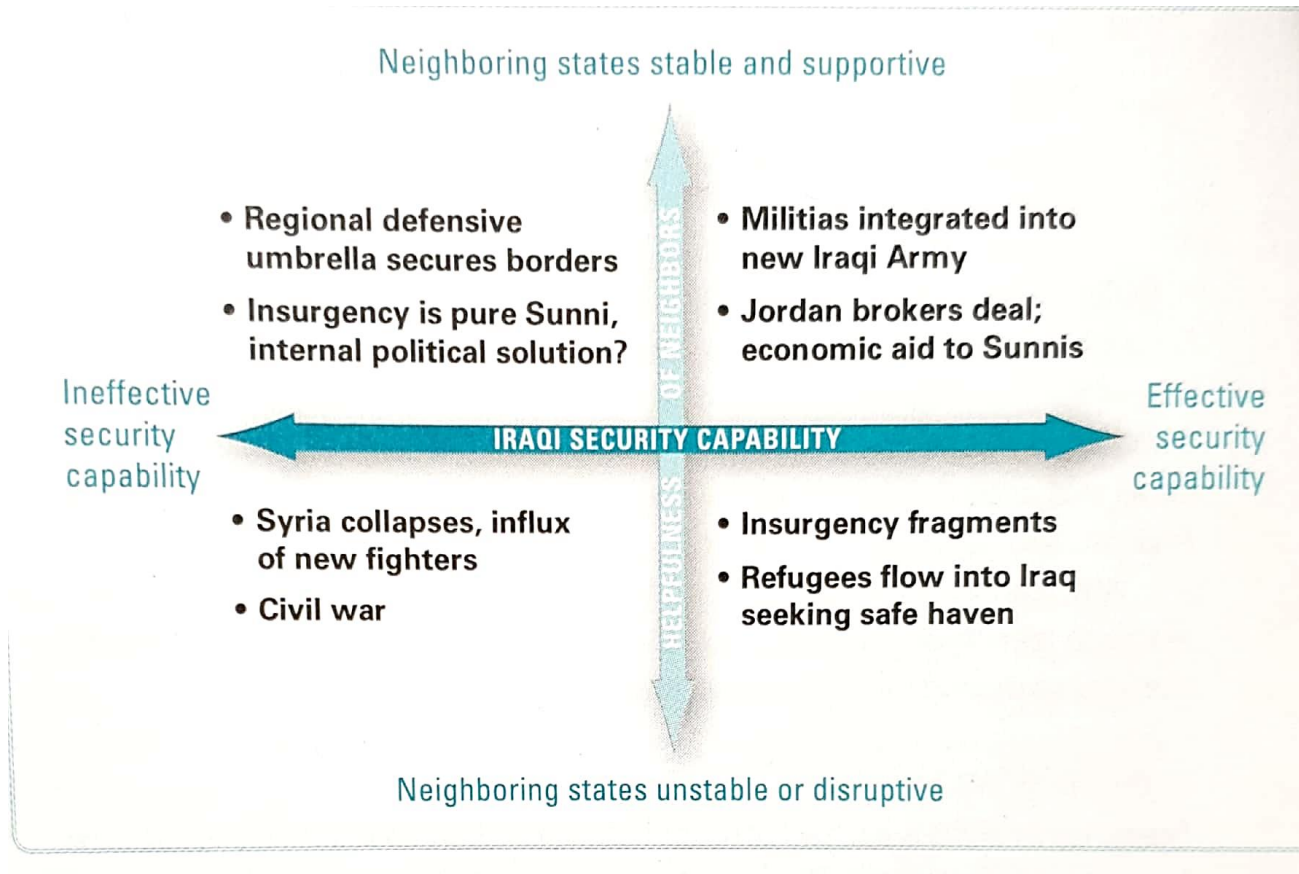 Neighboring states stable and supportive
• Regional defensive
umbrella secures borders
• Insurgency is pure Sunni,
internal political solution?
• Militias integrated into
new Iraqi Army
• Jordan brokers deal;
economic aid to Sunnis
Ineffective
security
capability
IRAQI SECURITY CAPABILITY
Effective
security
capability
HELPFULNESS OF NEIGHBORS
• Syria collapses, influx
of new fighters
• Civil war
• Insurgency fragments
• Refugees flow into Iraq
seeking safe haven
Neighboring states unstable or disruptive